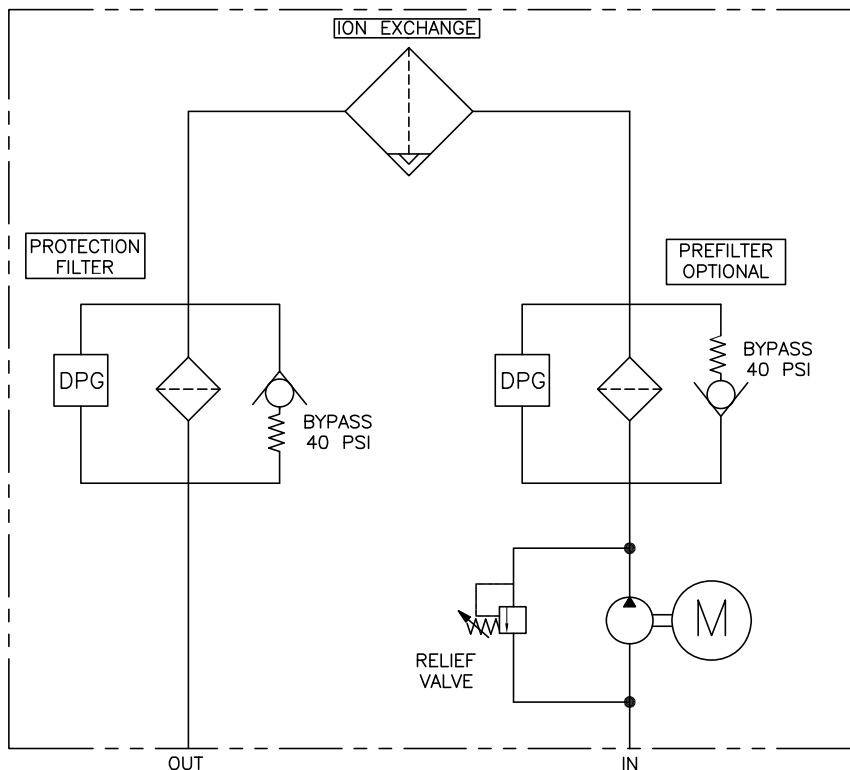 ION EXCHANGE
PROTECTION
FILTER
PREFILTER
OPTIONAL
DPG
BYPASS
40 PSI
DPG
BYPASS
40 PSI
M
RELIEF
VALVE
OUT
IN